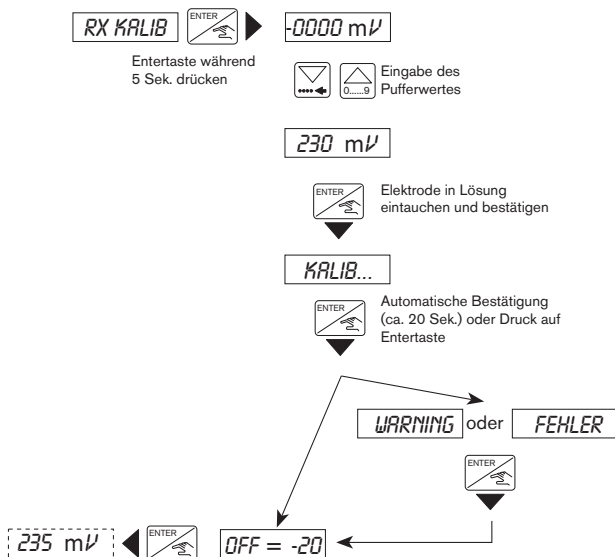 RX KALIB ENTER -0000 mV
Entertaste während
5 Sek. drücken
0......9
Eingabe des
Pufferwertes
230 mV
ENTER
Elektrode in Lösung
eintauchen und bestätigen
KALIB...
ENTER
Automatische Bestätigung
(ca. 20 Sek.) oder Druck auf
Entertaste
WARNING oder FEHLER
ENTER
235 mV ENTER OFF = -20